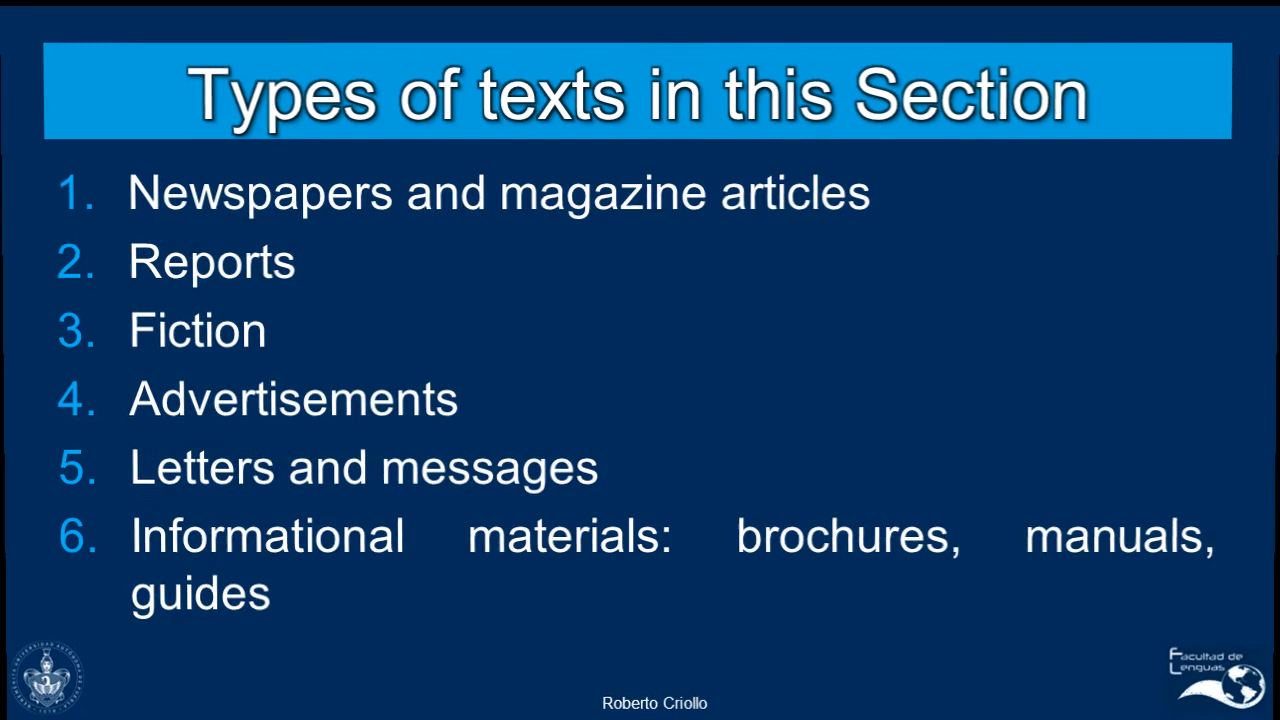 Types of texts in this Section
1. Newspapers and magazine articles
2. Reports
3. Fiction
4. Advertisements
5. Letters and messages
6. Informational materials: brochures, manuals,
guides
Facultad de
Lenguas
Roberto Criollo